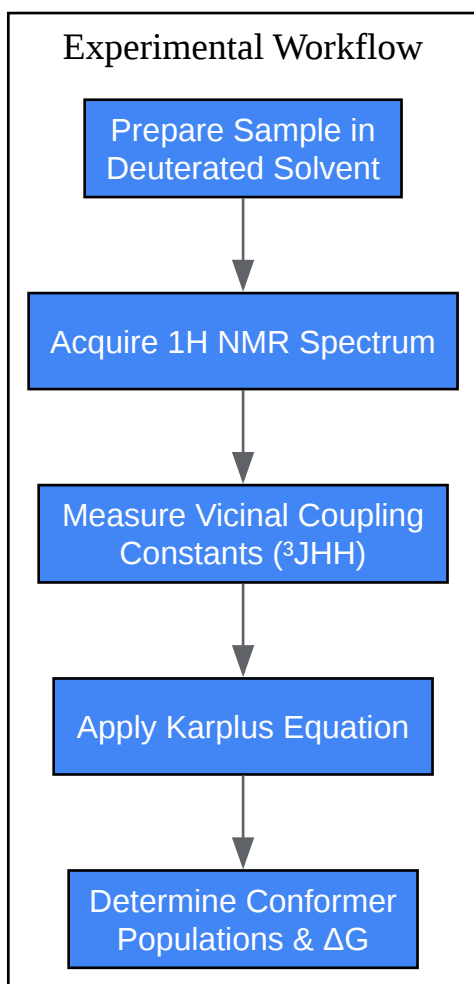 Experimental Workflow
Prepare Sample in
Deuterated Solvent
Acquire 1H NMR Spectrum
Measure Vicinal Coupling
Constants (³JHH)
Apply Karplus Equation
Determine Conformer
Populations & ΔG